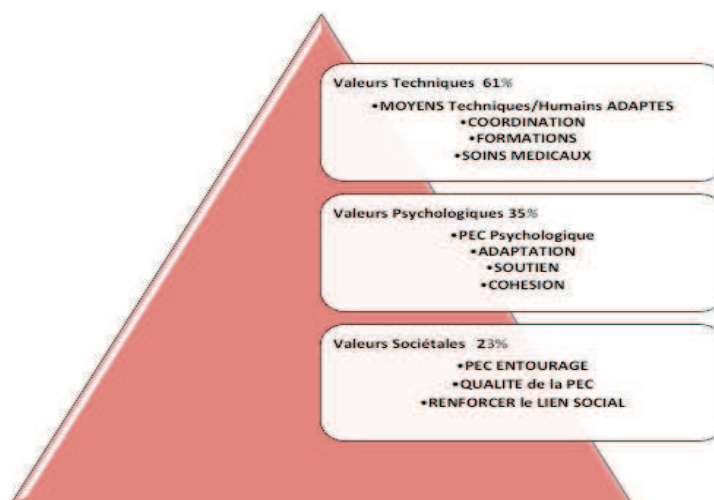 Valeurs Techniques 61%
•MOYENS Techniques/Humains ADAPTES
•COORDINATION
•FORMATIONS
•SOINS MEDICAUX
Valeurs Psychologiques 35%
•PEC Psychologique
•ADAPTATION
•SOUTIEN
•COHESION
Valeurs Sociétales 23%
•PEC ENTOURAGE
•QUALITE de la PEC
•RENFORCER le LIEN SOCIAL